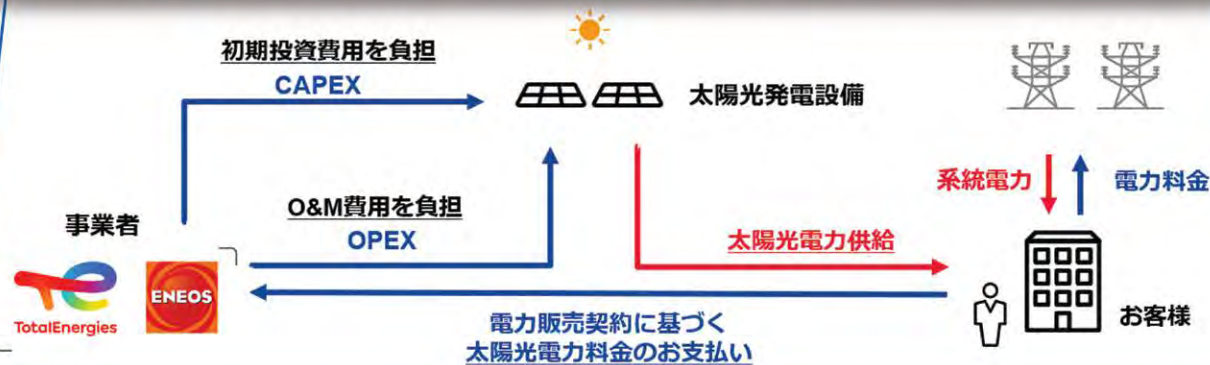 初期投資費用を負担
CAPEX
太陽光発電設備
系統電力
電力料金
O&M費用を負担
OPEX
事業者
太陽光電力供給
TotalEnergies
ENEOS
お客様
電力販売契約に基づく
太陽光電力料金のお支払い